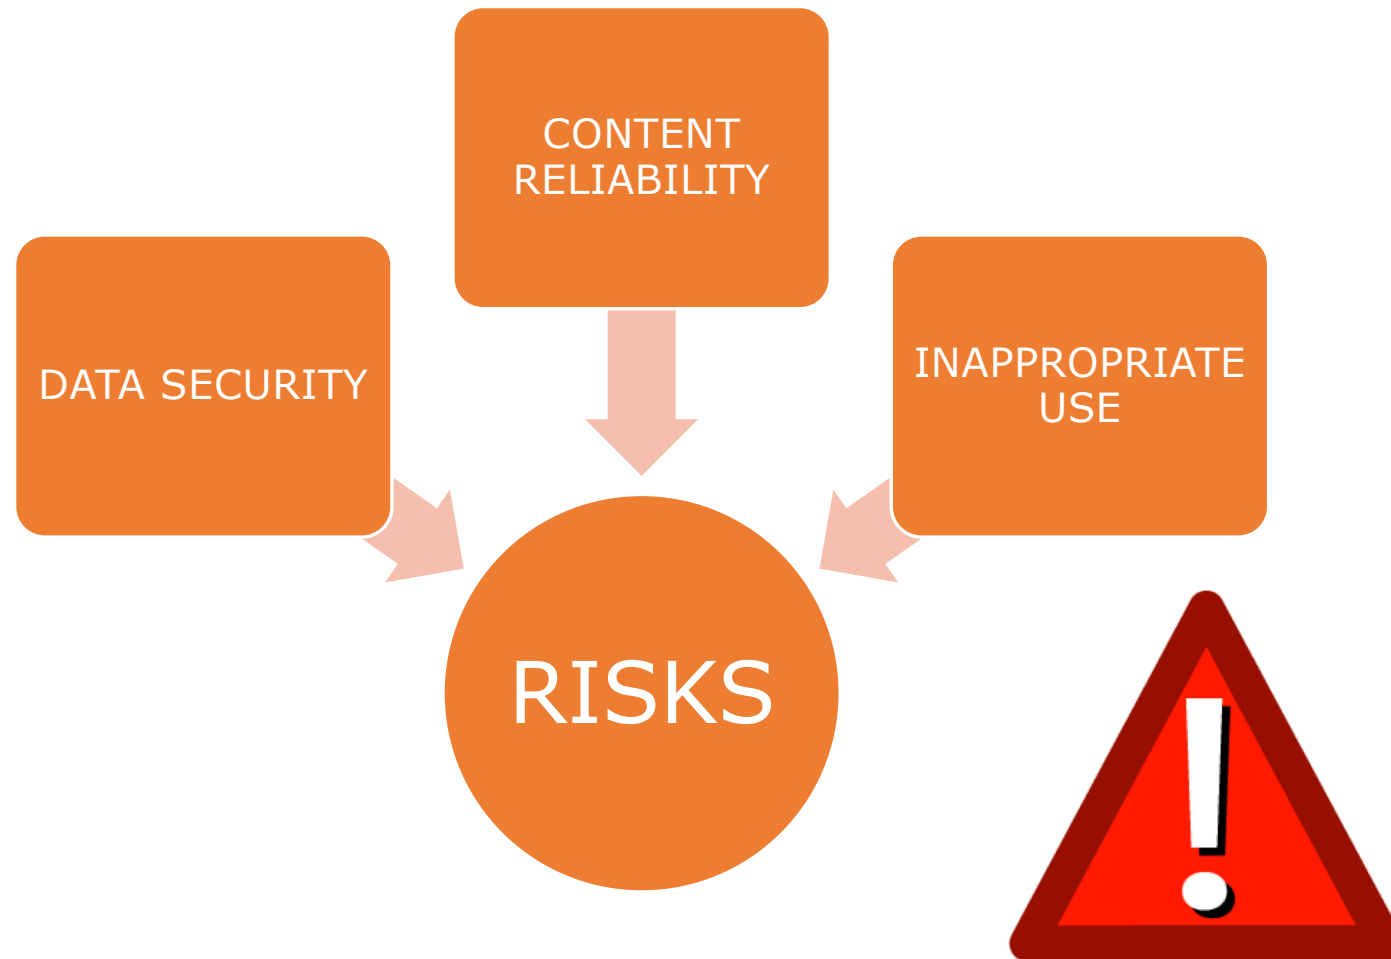 CONTENT
RELIABILITY
DATA SECURITY
INAPPROPRIATE
USE
RISKS
!